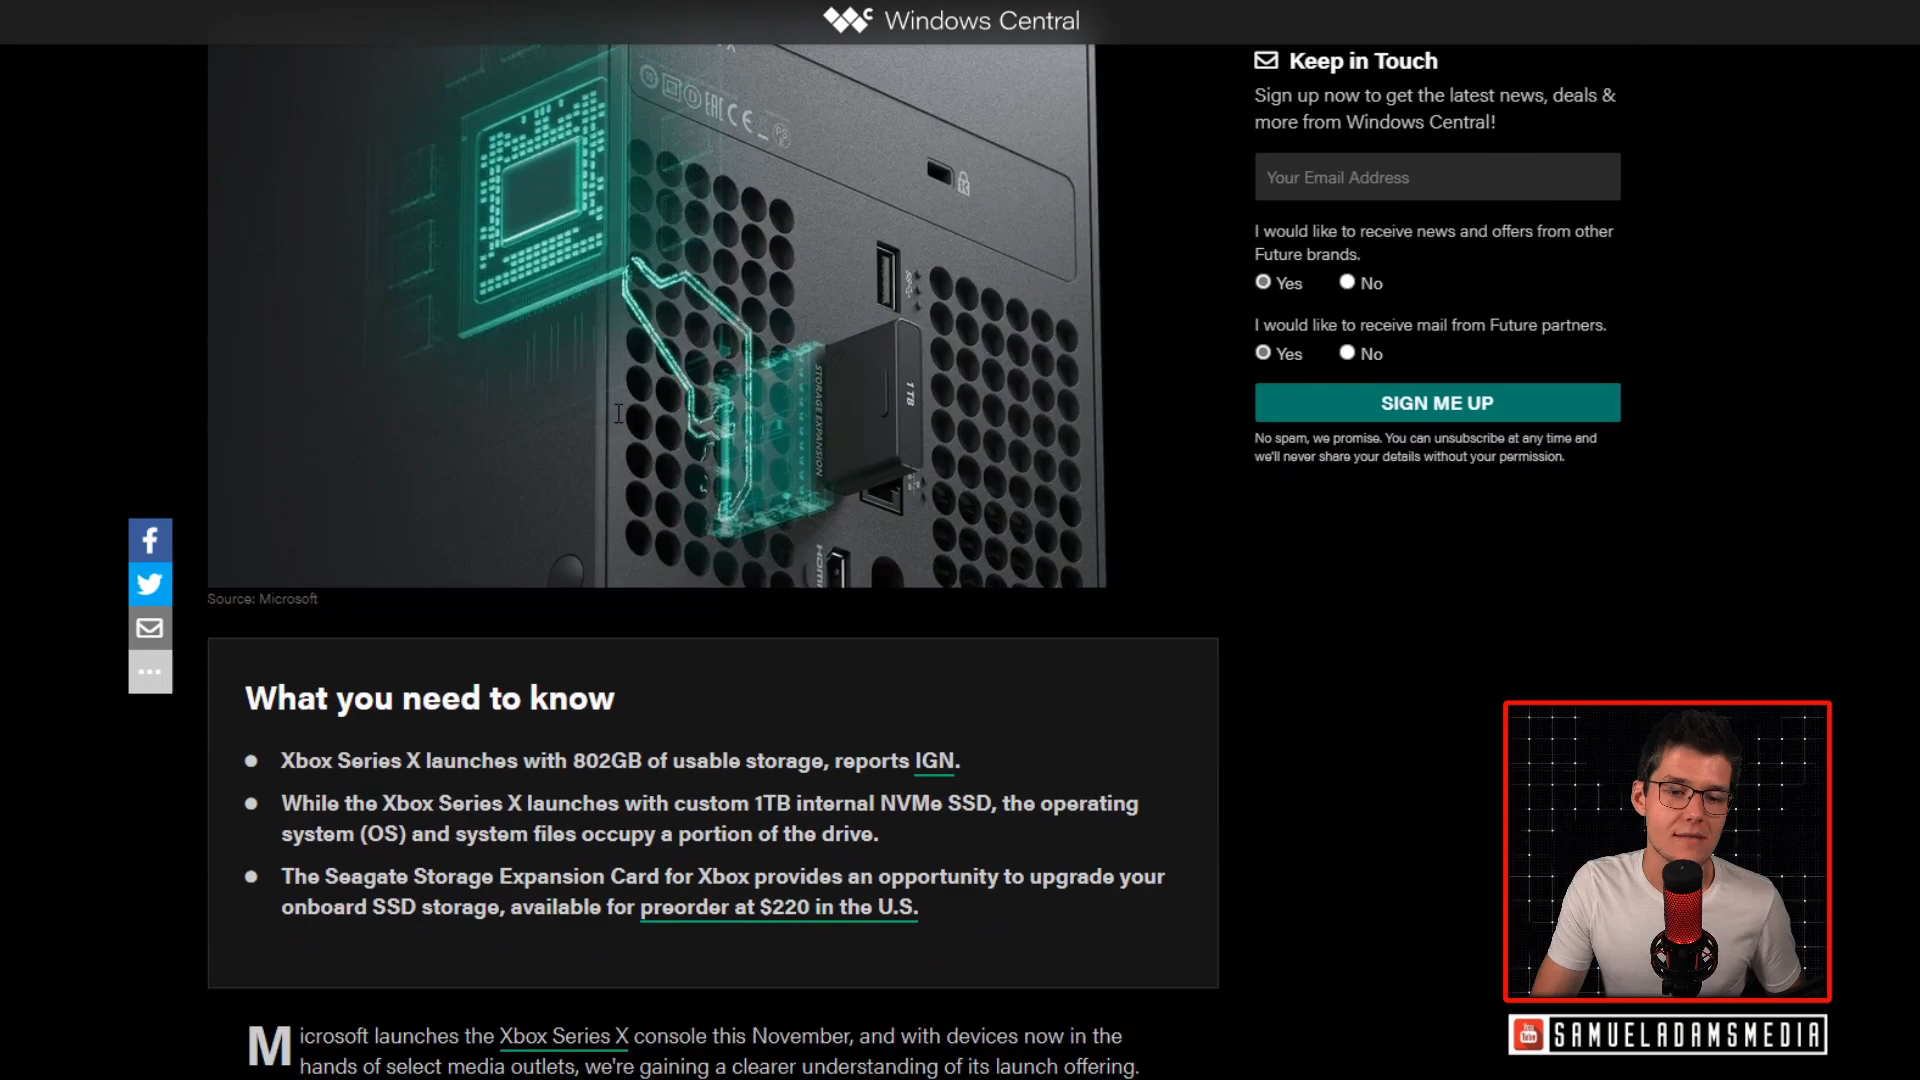 Windows Central
Keep in Touch
Sign up now to get the latest news, deals &
more from Windows Central!
Your Email Address
I would like to receive news and offers from other
Future brands.
Yes No
I would like to receive mail from Future partners.
Yes No
SIGN ME UP
No spam, we promise. You can unsubscribe at any time and
we'll never share your details without your permission.
EAC CE
STORAGE EXPANSION
1 TB
HDMI
Source: Microsoft
What you need to know
Xbox Series X launches with 802GB of usable storage, reports IGN.
While the Xbox Series X launches with custom 1TB internal NVMe SSD, the operating
system (OS) and system files occupy a portion of the drive.
The Seagate Storage Expansion Card for Xbox provides an opportunity to upgrade your
onboard SSD storage, available for preorder at $220 in the U.S.
Microsoft launches the Xbox Series X console this November, and with devices now in the
hands of select media outlets, we're gaining a clearer understanding of its launch offering.
You Tube SAMUELADAMSMEDIA